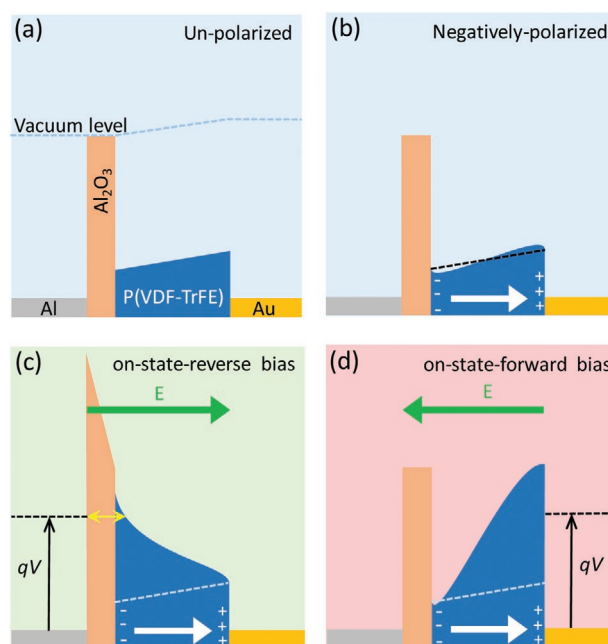 (a) Un-polarized
Vacuum level
Al₂O₃
P(VDF-TrFE)
Al
Au
(b) Negatively-polarized
- +
- +
- +
(c) on-state-reverse bias
E
qV
- +
- +
- +
(d) on-state-forward bias
E
qV
- +
- +
- +